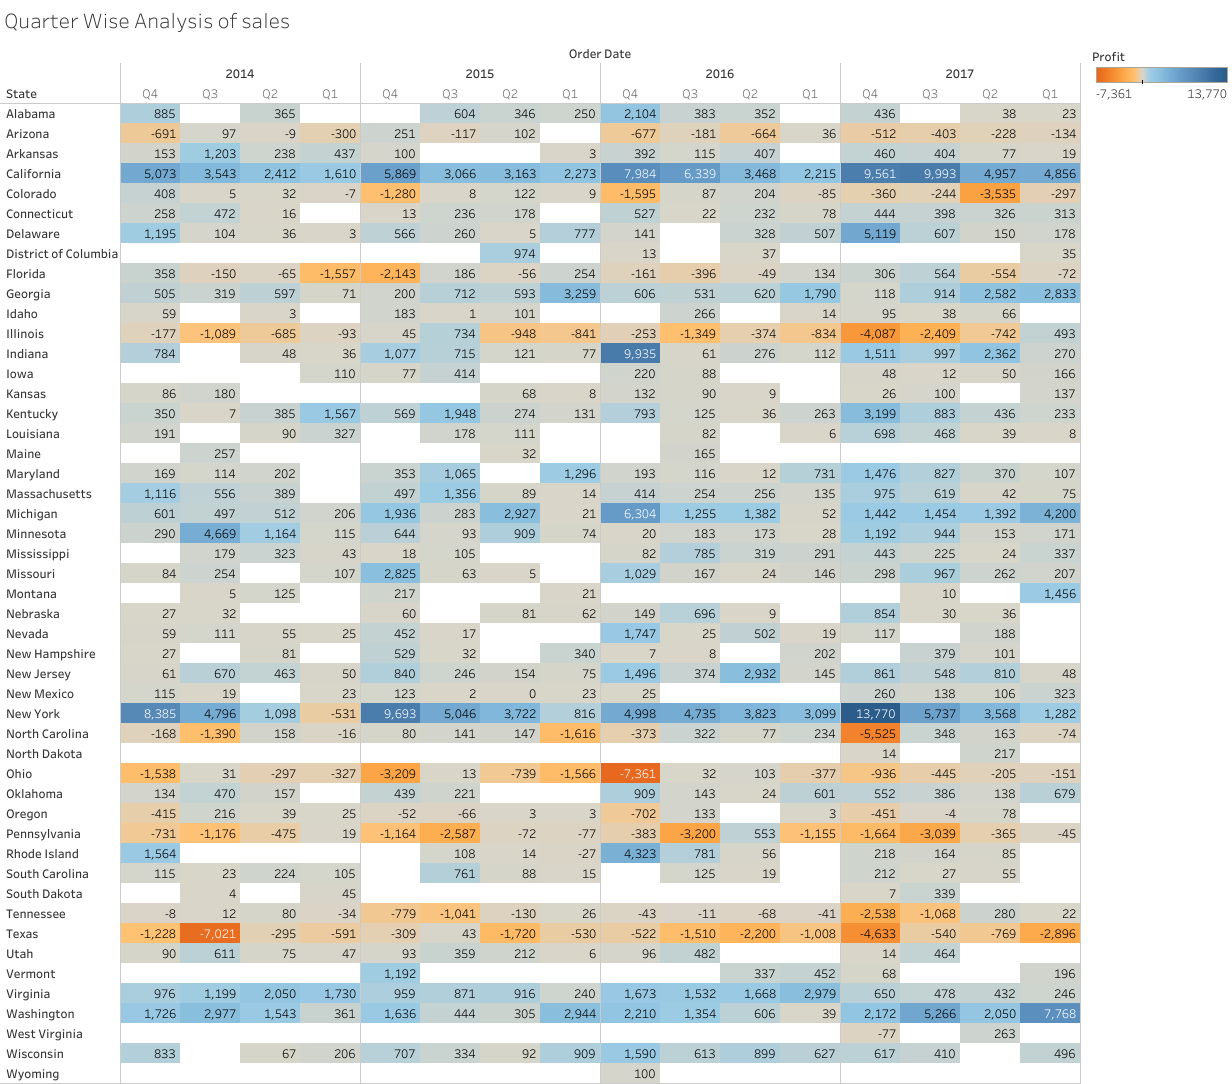 Quarter Wise Analysis of sales
Order Date
Profit
2014 2015 2016 2017
-7,361 13,770
State Q4 Q3 Q2 Q1 Q4 Q3 Q2 Q1 Q4 Q3 Q2 Q1 Q4 Q3 Q2 Q1
Alabama 885 365 604 346 250 2,104 383 352 436 38 23
Arizona -691 97 -9 -300 251 -117 102 -677 -181 -664 36 -512 -403 -228 -134
Arkansas 153 1,203 238 437 100 3 392 115 407 460 404 77 19
California 5,073 3,543 2,412 1,610 5,869 3,066 3,163 2,273 7,984 6,339 3,468 2,215 9,561 9,993 4,957 4,856
Colorado 408 5 32 -7 -1,280 8 122 9 -1,595 87 204 -85 -360 -244 -3,535 -297
Connecticut 258 472 16 13 236 178 527 22 232 78 444 398 326 313
Delaware 1,195 104 36 3 566 260 5 777 141 328 507 5,119 607 150 178
District of Columbia 974 13 37 35
Florida 358 -150 -65 -1,557 -2,143 186 -56 254 -161 -396 -49 134 306 564 -554 -72
Georgia 505 319 597 71 200 712 593 3,259 606 531 620 1,790 118 914 2,582 2,833
Idaho 59 3 183 1 101 266 14 95 38 66
Illinois -177 -1,089 -685 -93 45 734 -948 -841 -253 -1,349 -374 -834 -4,087 -2,409 -742 493
Indiana 784 48 36 1,077 715 121 77 9,935 61 276 112 1,511 997 2,362 270
Iowa 110 77 414 220 88 48 12 50 166
Kansas 86 180 68 8 132 90 9 26 100 137
Kentucky 350 7 385 1,567 569 1,948 274 131 793 125 36 263 3,199 883 436 233
Louisiana 191 90 327 178 111 82 6 698 468 39 8
Maine 257 32 165
Maryland 169 114 202 353 1,065 1,296 193 116 12 731 1,476 827 370 107
Massachusetts 1,116 556 389 497 1,356 89 14 414 254 256 135 975 619 42 75
Michigan 601 497 512 206 1,936 283 2,927 21 6,304 1,255 1,382 52 1,442 1,454 1,392 4,200
Minnesota 290 4,669 1,164 115 644 93 909 74 20 183 173 28 1,192 944 153 171
Mississippi 179 323 43 18 105 82 785 319 291 443 225 24 337
Missouri 84 254 107 2,825 63 5 1,029 167 24 146 298 967 262 207
Montana 5 125 217 21 10 1,456
Nebraska 27 32 60 81 62 149 696 9 854 30 36
Nevada 59 111 55 25 452 17 1,747 25 502 19 117 188
New Hampshire 27 81 529 32 340 7 8 202 379 101
New Jersey 61 670 463 50 840 246 154 75 1,496 374 2,932 145 861 548 810 48
New Mexico 115 19 23 123 2 0 23 25 260 138 106 323
New York 8,385 4,796 1,098 -531 9,693 5,046 3,722 816 4,998 4,735 3,823 3,099 13,770 5,737 3,568 1,282
North Carolina -168 -1,390 158 -16 80 141 147 -1,616 -373 322 77 234 -5,525 348 163 -74
North Dakota 14 217
Ohio -1,538 31 -297 -327 -3,209 13 -739 -1,566 -7,361 32 103 -377 -936 -445 -205 -151
Oklahoma 134 470 157 439 221 909 143 24 601 552 386 138 679
Oregon -415 216 39 25 -52 -66 3 3 -702 133 3 -451 -4 78
Pennsylvania -731 -1,176 -475 19 -1,164 -2,587 -72 -77 -383 -3,200 553 -1,155 -1,664 -3,039 -365 -45
Rhode Island 1,564 108 14 -27 4,323 781 56 218 164 85
South Carolina 115 23 224 105 761 88 15 125 19 212 27 55
South Dakota 4 45 7 339
Tennessee -8 12 80 -34 -779 -1,041 -130 26 -43 -11 -68 -41 -2,538 -1,068 280 22
Texas -1,228 -7,021 -295 -591 -309 43 -1,720 -530 -522 -1,510 -2,200 -1,008 -4,633 -540 -769 -2,896
Utah 90 611 75 47 93 359 212 6 96 482 14 464
Vermont 1,192 337 452 68 196
Virginia 976 1,199 2,050 1,730 959 871 916 240 1,673 1,532 1,668 2,979 650 478 432 246
Washington 1,726 2,977 1,543 361 1,636 444 305 2,944 2,210 1,354 606 39 2,172 5,266 2,050 7,768
West Virginia -77 263
Wisconsin 833 67 206 707 334 92 909 1,590 613 899 627 617 410 496
Wyoming 100